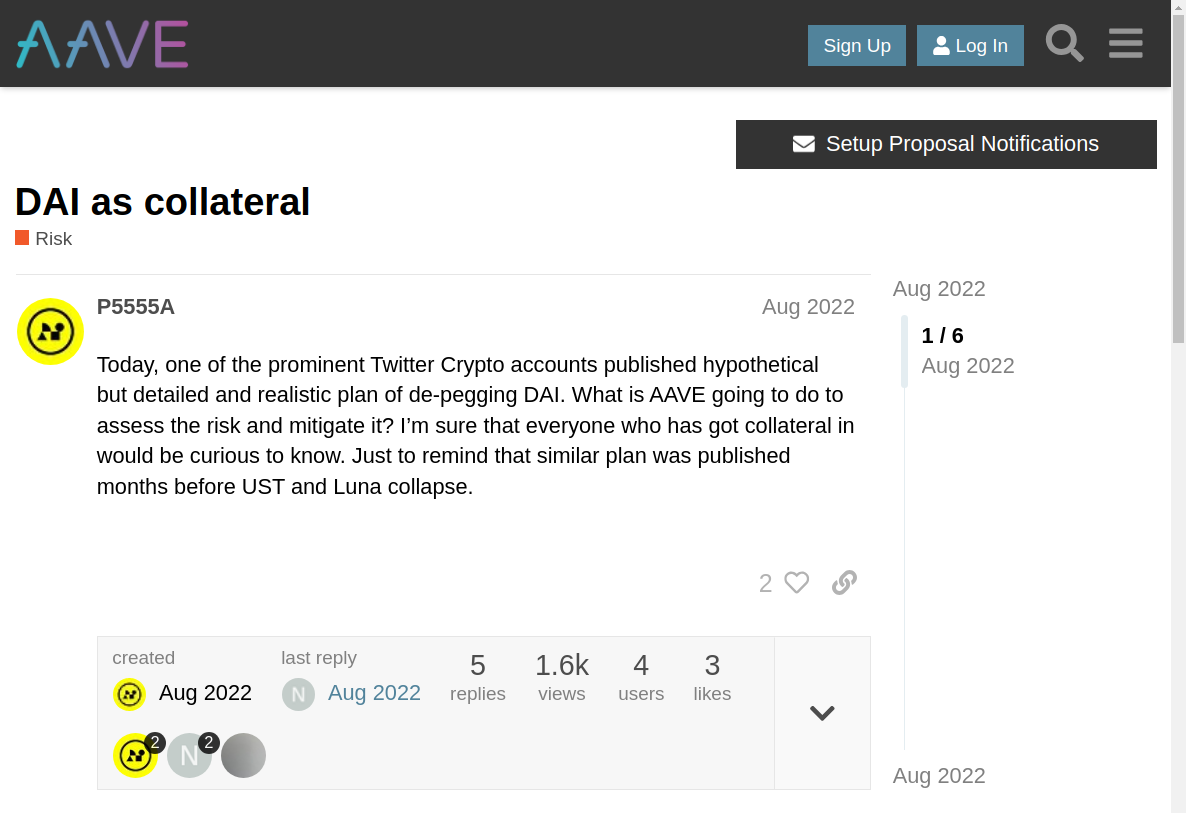 AAVE
Sign Up
Log In
Setup Proposal Notifications
DAI as collateral
Risk
P5555A
Aug 2022
Today, one of the prominent Twitter Crypto accounts published hypothetical
but detailed and realistic plan of de-pegging DAI. What is AAVE going to do to
assess the risk and mitigate it? I’m sure that everyone who has got collateral in
would be curious to know. Just to remind that similar plan was published
months before UST and Luna collapse.
2
created
Aug 2022
last reply
N
Aug 2022
5
replies
1.6k
views
4
users
3
likes
2
N
2
Aug 2022
1 / 6
Aug 2022
Aug 2022